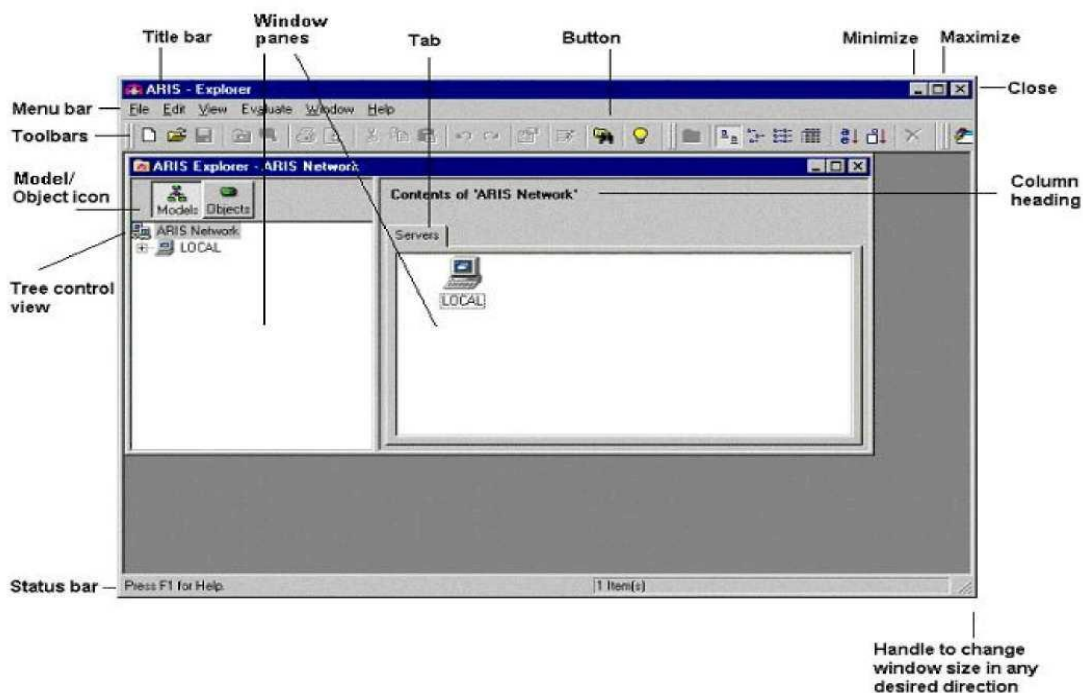 Window
panes
Title bar
Tab
Button
Minimize
Maximize
ARIS - Explorer
Close
Menu bar
File Edit View Evaluate Window Help
Toolbars
ARIS Explorer - ARIS Network
Model/
Object icon
Models Objects
Contents of 'ARIS Network'
Column
heading
ARIS Network
Servers
LOCAL
LOCAL
Tree control
view
Status bar
Press F1 for Help.
1 Item(s)
Handle to change
window size in any
desired direction